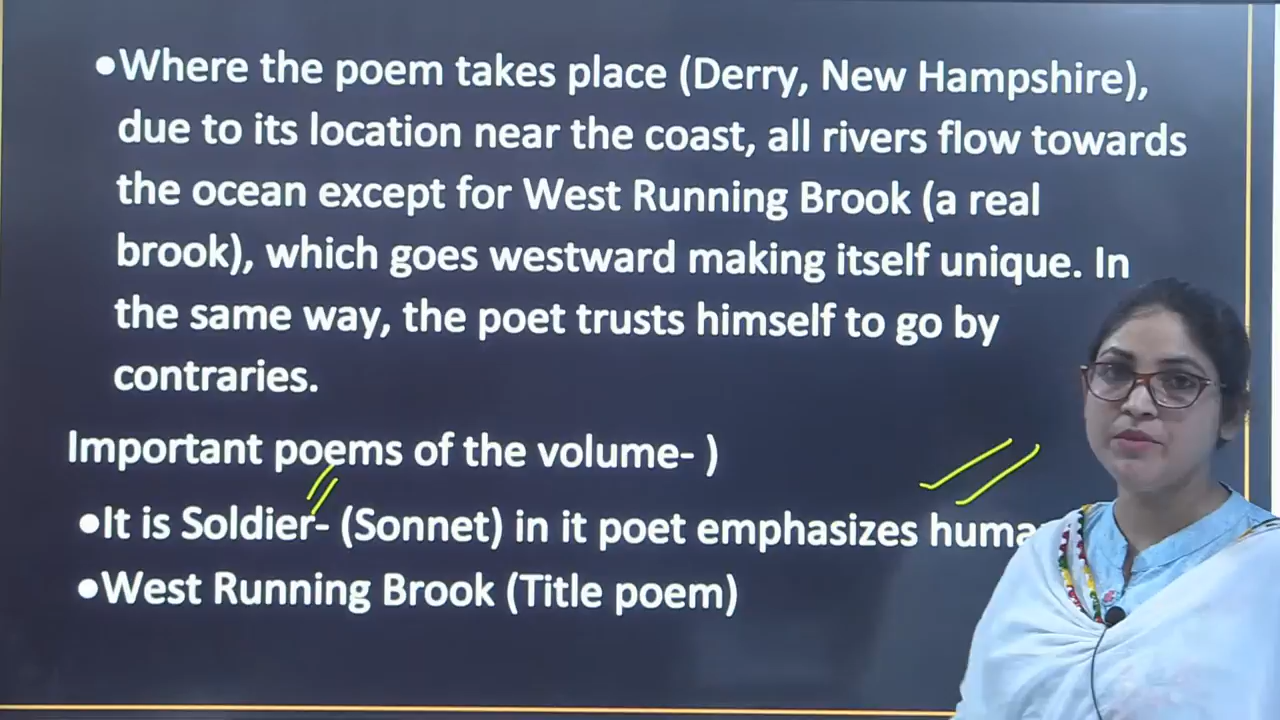 •Where the poem takes place (Derry, New Hampshire),
due to its location near the coast, all rivers flow towards
the ocean except for West Running Brook (a real
brook), which goes westward making itself unique. In
the same way, the poet trusts himself to go by
contraries.
Important poems of the volume- )
•It is Soldier- (Sonnet) in it poet emphasizes
•West Running Brook (Title poem)